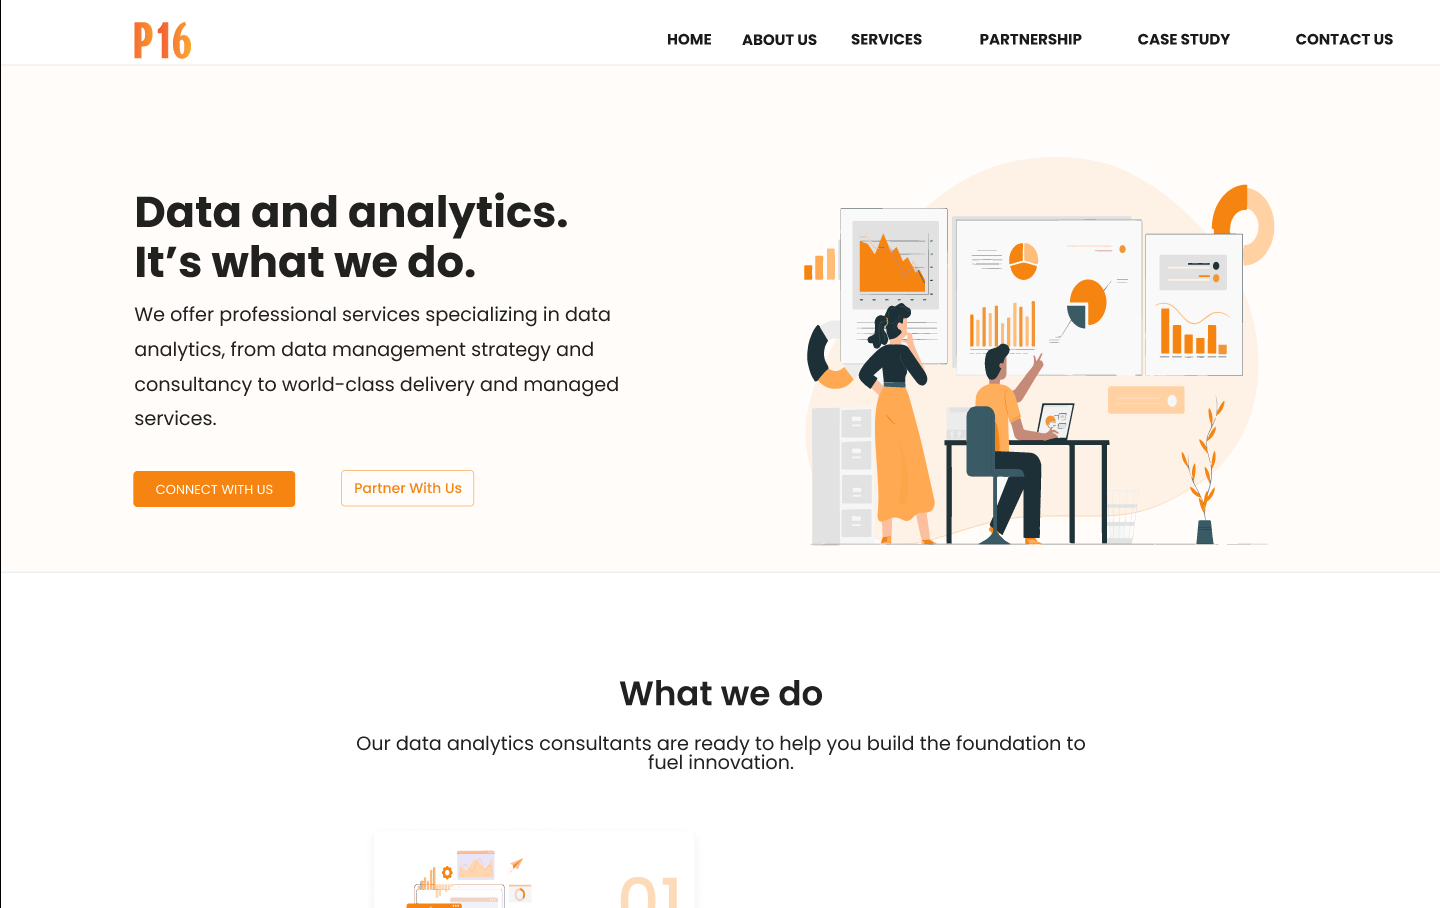 P16
HOME ABOUT US SERVICES PARTNERSHIP CASE STUDY CONTACT US
Data and analytics.
It’s what we do.
We offer professional services specializing in data
analytics, from data management strategy and
consultancy to world-class delivery and managed
services.
CONNECT WITH US Partner With Us
What we do
Our data analytics consultants are ready to help you build the foundation to
fuel innovation.
01